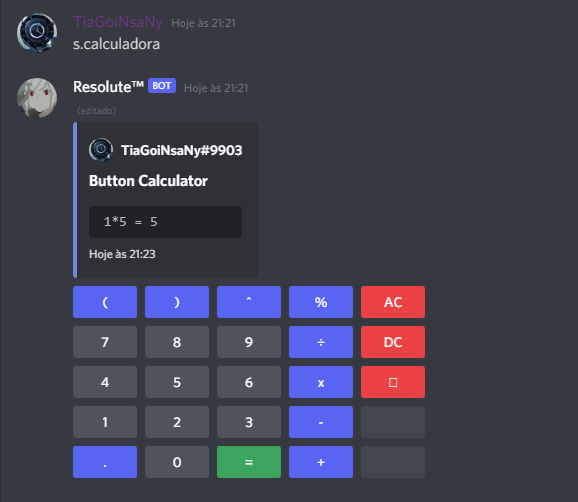 TiaGoiNsaNy Hoje às 21:21
s.calculadora
Resolute™ BOT Hoje às 21:21
(editado)
TiaGoiNsaNy#9903
Button Calculator
1*5 = 5
Hoje às 21:23
( ) ^ % AC
7 8 9 ÷ DC
4 5 6 x
1 2 3 -
. 0 = +